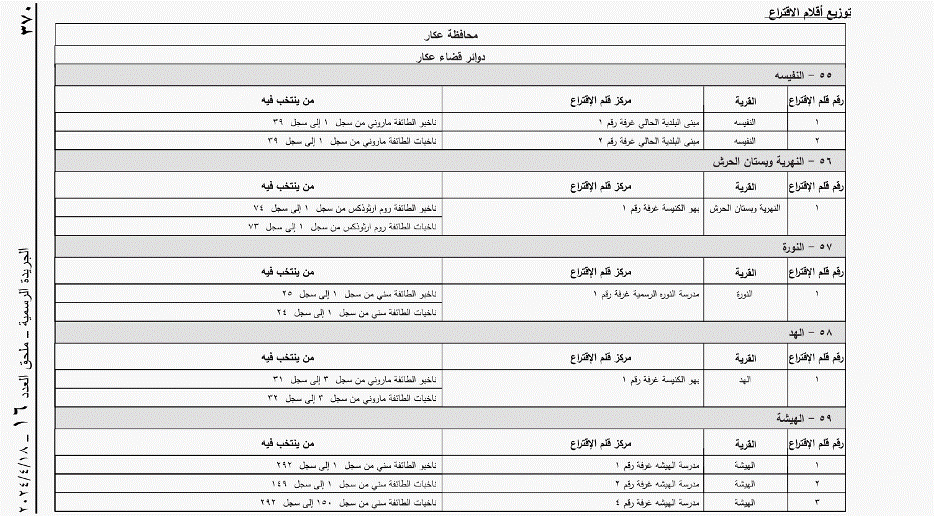 توزيع أقلام الاقتراع
محافظة عكار
دوائر قضاء عكار
٥٥ - النفيسه
رقم قلم الإقتراع القرية مركز قلم الإقتراع من ينتخب فيه
١ النفيسه مبنى البلدية الحالي غرفة رقم ١ ناخبو الطائفة ماروني من سجل ١ إلى سجل ٣٩
٢ النفيسه مبنى البلدية الحالي غرفة رقم ٢ ناخبات الطائفة ماروني من سجل ١ إلى سجل ٣٩
٥٦ - النهرية وبستان الحرش
رقم قلم الإقتراع القرية مركز قلم الإقتراع من ينتخب فيه
١ النهرية وبستان الحرش بهو الكنيسة غرفة رقم ١ ناخبو الطائفة روم ارثوذكس من سجل ١ إلى سجل ٧٤
ناخبات الطائفة روم ارثوذكس من سجل ١ إلى سجل ٧٣
٥٧ - النورة
رقم قلم الإقتراع القرية مركز قلم الإقتراع من ينتخب فيه
١ النورة مدرسة النوره الرسمية غرفة رقم ١ ناخبو الطائفة سني من سجل ١ إلى سجل ٢٥
ناخبات الطائفة سني من سجل ١ إلى سجل ٢٤
٥٨ - الهد
رقم قلم الإقتراع القرية مركز قلم الإقتراع من ينتخب فيه
١ الهد بهو الكنيسة غرفة رقم ١ ناخبو الطائفة ماروني من سجل ٣ إلى سجل ٣١
ناخبات الطائفة ماروني من سجل ٣ إلى سجل ٣٢
٥٩ - الهيشة
رقم قلم الإقتراع القرية مركز قلم الإقتراع من ينتخب فيه
١ الهيشة مدرسة الهيشه غرفة رقم ١ ناخبو الطائفة سني من سجل ١ إلى سجل ٢٩٢
٢ الهيشة مدرسة الهيشه غرفة رقم ٢ ناخبات الطائفة سني من سجل ١ إلى سجل ١٤٩
٣ الهيشة مدرسة الهيشه غرفة رقم ٤ ناخبات الطائفة سني من سجل ١٥٠ إلى سجل ٢٩٢
٣٧٠
الجريدة الرسمية – ملحق العدد ١٦ – ٢٠٢٤/٤/١٨